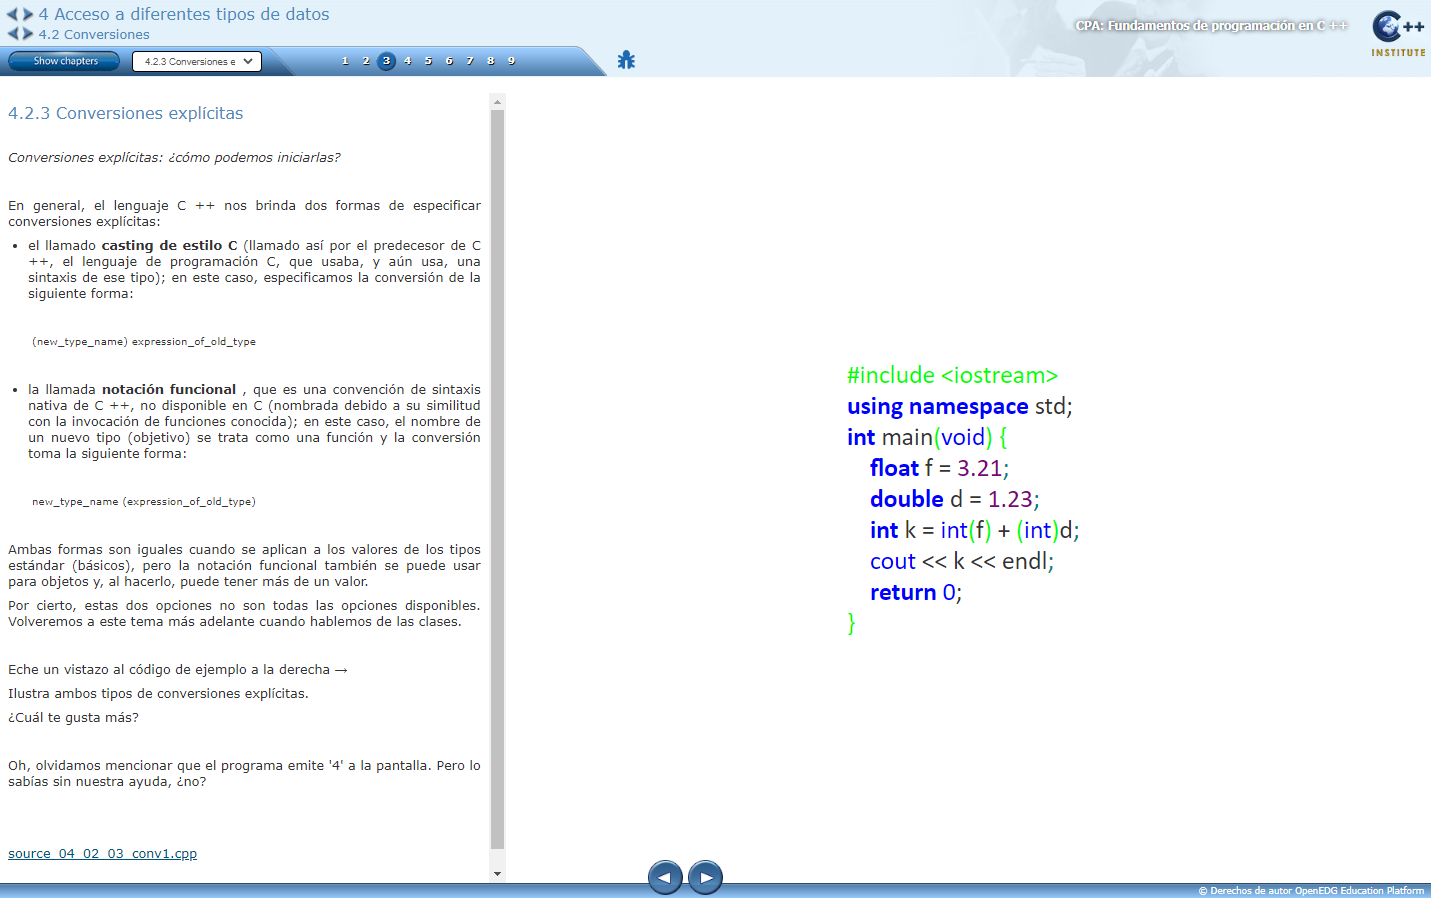 4 Acceso a diferentes tipos de datos
4.2 Conversiones
CPA: Fundamentos de programación en C ++
C++
INSTITUTE
Show chapters
4.2.3 Conversiones e
1 2 3 4 5 6 7 8 9
4.2.3 Conversiones explícitas
Conversiones explícitas: ¿cómo podemos iniciarlas?
En general, el lenguaje C ++ nos brinda dos formas de especificar
conversiones explícitas:
• el llamado casting de estilo C (llamado así por el predecesor de C
++, el lenguaje de programación C, que usaba, y aún usa, una
sintaxis de ese tipo); en este caso, especificamos la conversión de la
siguiente forma:
(new_type_name) expression_of_old_type
• la llamada notación funcional , que es una convención de sintaxis
nativa de C ++, no disponible en C (nombrada debido a su similitud
con la invocación de funciones conocida); en este caso, el nombre de
un nuevo tipo (objetivo) se trata como una función y la conversión
toma la siguiente forma:
new_type_name (expression_of_old_type)
Ambas formas son iguales cuando se aplican a los valores de los tipos
estándar (básicos), pero la notación funcional también se puede usar
para objetos y, al hacerlo, puede tener más de un valor.
Por cierto, estas dos opciones no son todas las opciones disponibles.
Volveremos a este tema más adelante cuando hablemos de las clases.
Eche un vistazo al código de ejemplo a la derecha →
Ilustra ambos tipos de conversiones explícitas.
¿Cuál te gusta más?
Oh, olvidamos mencionar que el programa emite '4' a la pantalla. Pero lo
sabías sin nuestra ayuda, ¿no?
source_04_02_03_conv1.cpp
#include <iostream>
using namespace std;
int main(void) {
float f = 3.21;
double d = 1.23;
int k = int(f) + (int)d;
cout << k << endl;
return 0;
}
© Derechos de autor OpenEDG Education Platform